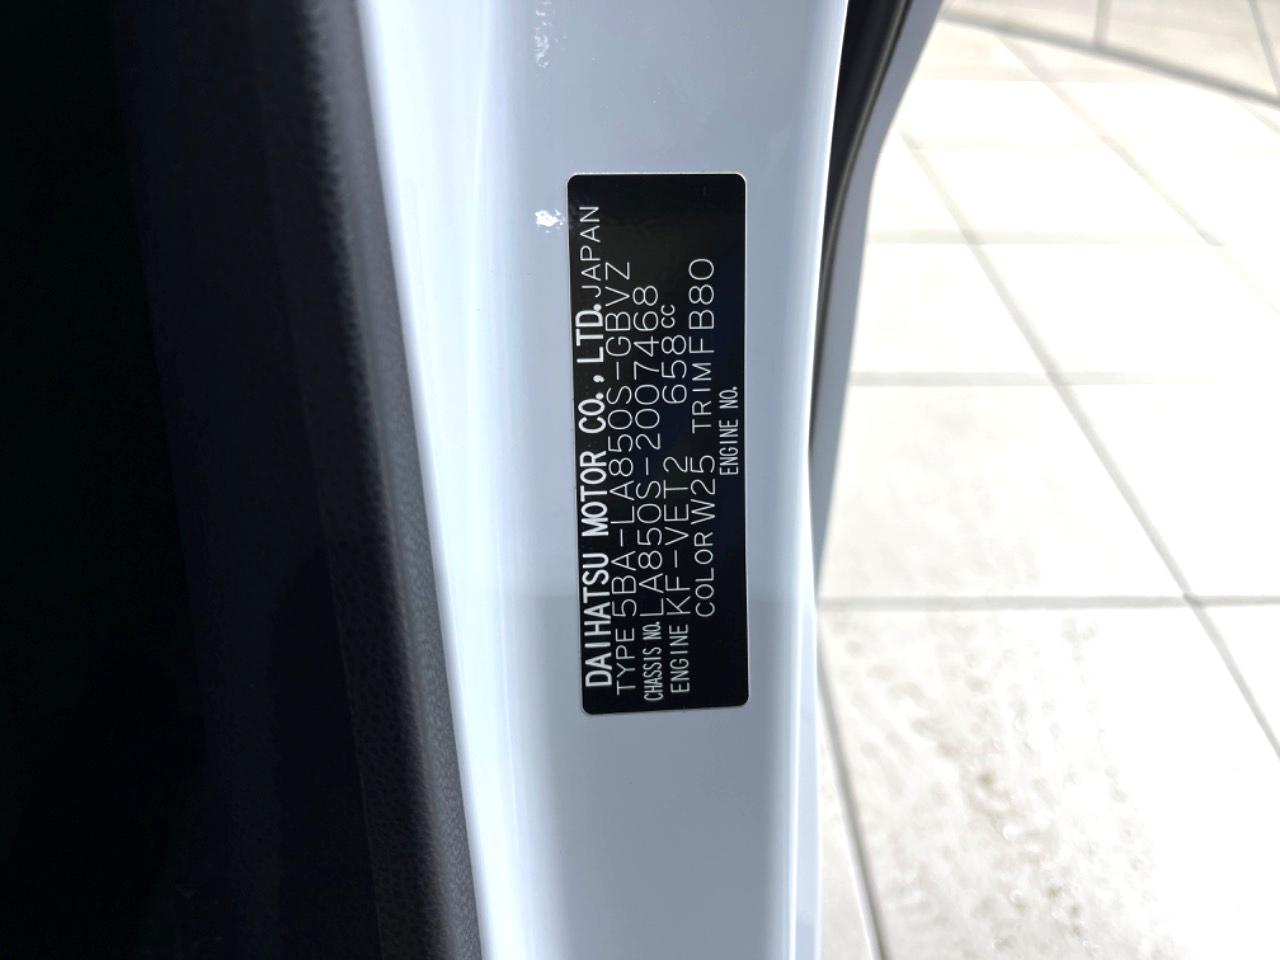 DAIHATSU MOTOR CO., LTD. JAPAN
TYPE 5BA-LA850S-GBVZ
CHASSIS NO. LA850S-2007468
ENGINE KF-VET2 658cc
COLOR W25 TRIM FB80
ENGINE NO.